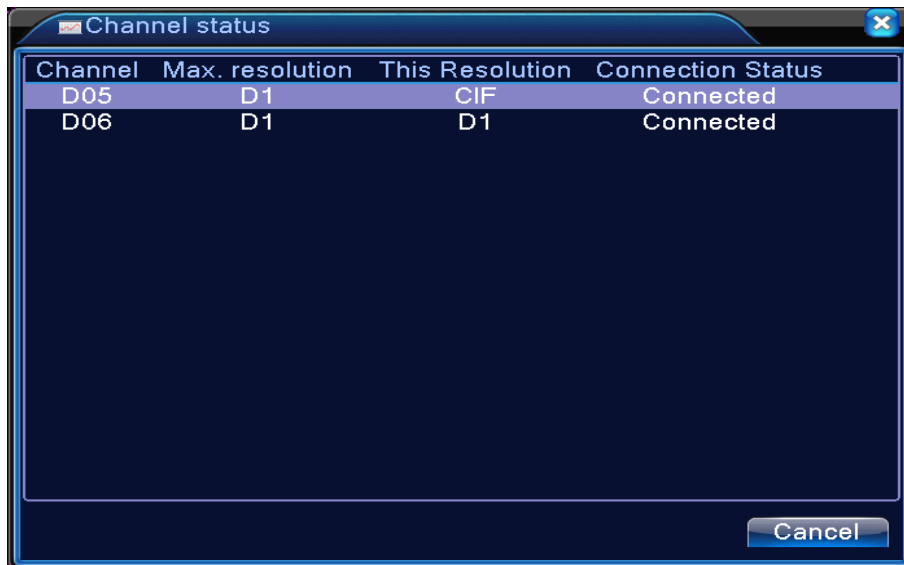 Channel status
Channel Max. resolution This Resolution Connection Status
D05 D1 CIF Connected
D06 D1 D1 Connected
Cancel